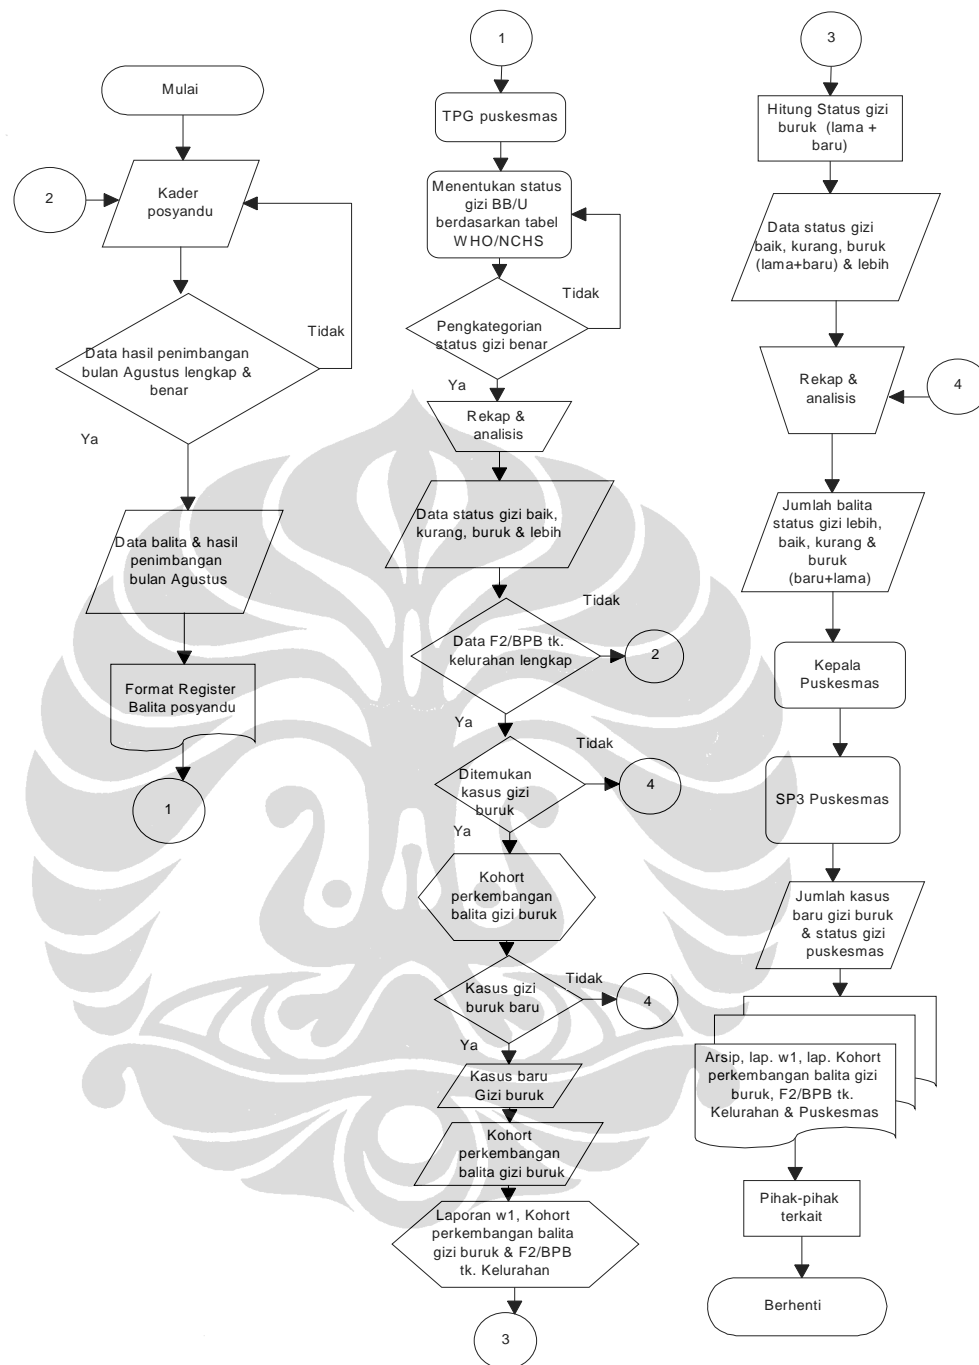 Mulai
2
Kader
posyandu
Tidak
Data hasil penimbangan
bulan Agustus lengkap &
benar
Ya
Data balita & hasil
penimbangan
bulan Agustus
Format Register
Balita posyandu
1
1
TPG puskesmas
Menentukan status
gizi BB/U
berdasarkan tabel
WHO/NCHS
Tidak
Pengkategorian
status gizi benar
Ya
Rekap &
analisis
Data status gizi baik,
kurang, buruk & lebih
Tidak
Data F2/BPB tk.
kelurahan lengkap
2
Ya
Tidak
Ditemukan
kasus gizi
buruk
4
Ya
Kohort
perkembangan
balita gizi buruk
Tidak
Kasus gizi
buruk baru
4
Ya
Kasus baru
Gizi buruk
Kohort
perkembangan
balita gizi buruk
Laporan w1, Kohort
perkembangan balita
gizi buruk & F2/BPB
tk. Kelurahan
3
3
Hitung Status gizi
buruk (lama +
baru)
Data status gizi
baik, kurang, buruk
(lama+baru) & lebih
Rekap &
analisis
4
Jumlah balita
status gizi lebih,
baik, kurang &
buruk
(baru+lama)
Kepala
Puskesmas
SP3 Puskesmas
Jumlah kasus
baru gizi buruk
& status gizi
puskesmas
Arsip, lap. w1, lap. Kohort
perkembangan balita gizi
buruk, F2/BPB tk.
Kelurahan & Puskesmas
Pihak-pihak
terkait
Berhenti